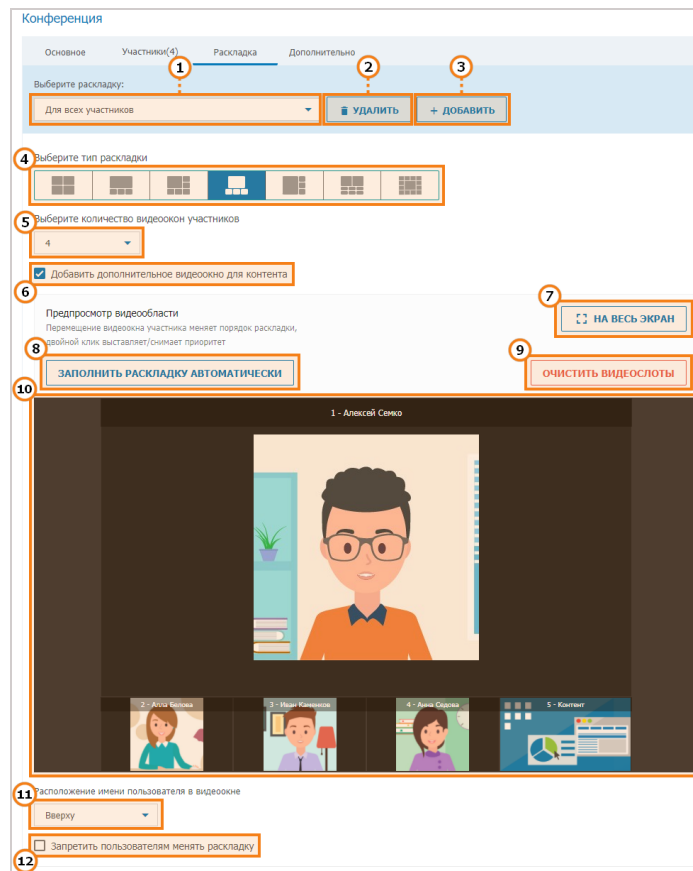 Конференция
Основное Участники(4) Раскладка Дополнительно
1 2 3
Выберите раскладку:
Для всех участников УДАЛИТЬ + ДОБАВИТЬ
4 Выберите тип раскладки
5 Выберите количество видеоокон участников
4
Добавить дополнительное видеоокно для контента
6 7
Предпросмотр видеообласти НА ВЕСЬ ЭКРАН
Перемещение видеоокна участника меняет порядок раскладки,
двойной клик выставляет/снимает приоритет
8 9
ЗАПОЛНИТЬ РАСКЛАДКУ АВТОМАТИЧЕСКИ ОЧИСТИТЬ ВИДЕОСЛОТЫ
10
1 - Алексей Семко
2 - Алла Белова 3 - Иван Каменков 4 - Анна Седова 5 - Контент
11 Расположение имени пользователя в видеоокне
Вверху
Запретить пользователям менять раскладку
12